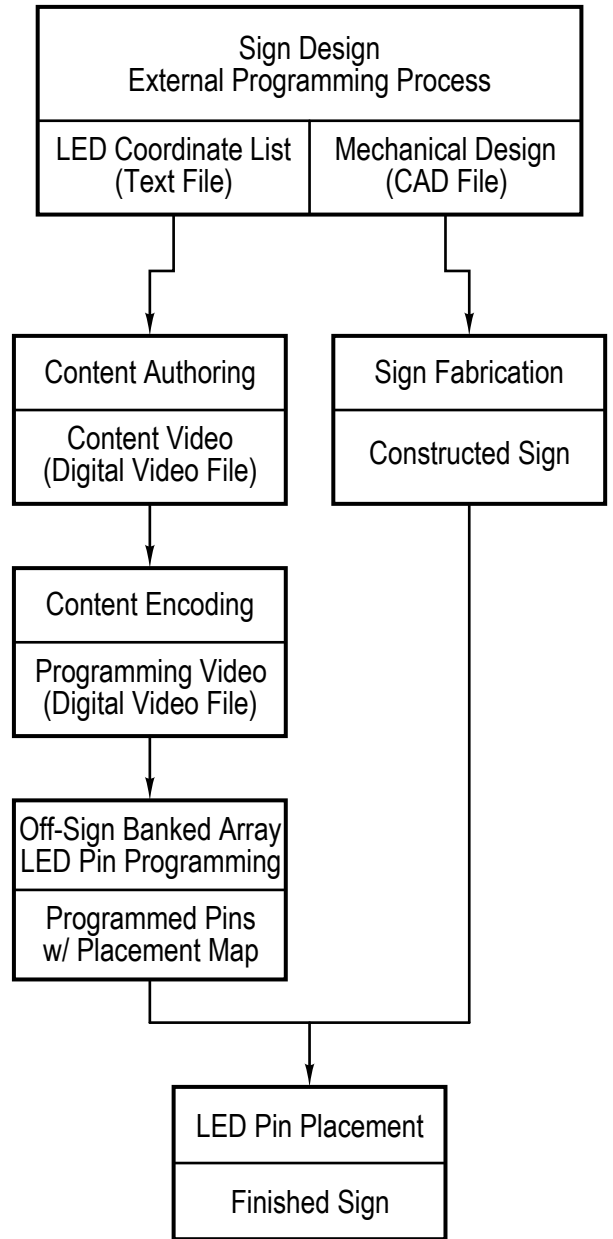 Sign Design
External Programming Process
LED Coordinate List
(Text File)
Mechanical Design
(CAD File)
Content Authoring
Content Video
(Digital Video File)
Sign Fabrication
Constructed Sign
Content Encoding
Programming Video
(Digital Video File)
Off-Sign Banked Array
LED Pin Programming
Programmed Pins
w/ Placement Map
LED Pin Placement
Finished Sign